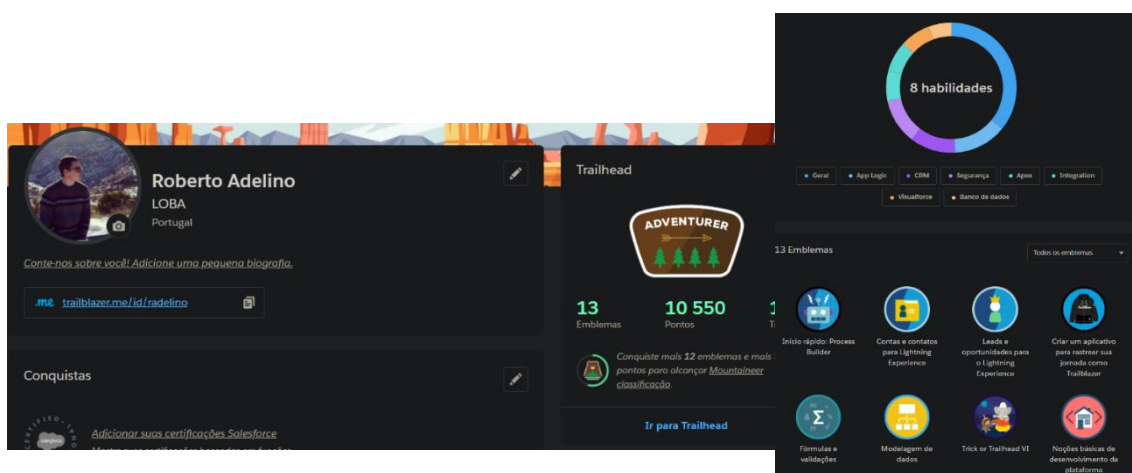 Roberto Adelino
LOBA
Portugal
Conte-nos sobre você! Adicione uma pequena biografia.
.me trailblazer.me/id/radelino
Conquistas
Adicionar suas certificações Salesforce
Trailhead
ADVENTURER
13
Emblemas
10 550
Pontos
Conquiste mais 12 emblemas e mais
pontos para alcançar Mountaineer
classificação.
Ir para Trailhead
8 habilidades
Geral
App Logic
CRM
Segurança
Apex
Integration
Visualforce
Banco de dados
13 Emblemas
Todos os emblemas
Início rápido: Process
Builder
Contas e contatos
para Lightning
Experience
Leads e
oportunidades para
o Lightning
Experience
Criar um aplicativo
para rastrear sua
jornada como
Trailblazer
Fórmulas e
validações
Modelagem de
dados
Trick or Trailhead VI
Noções básicas de
desenvolvimento da
plataforma